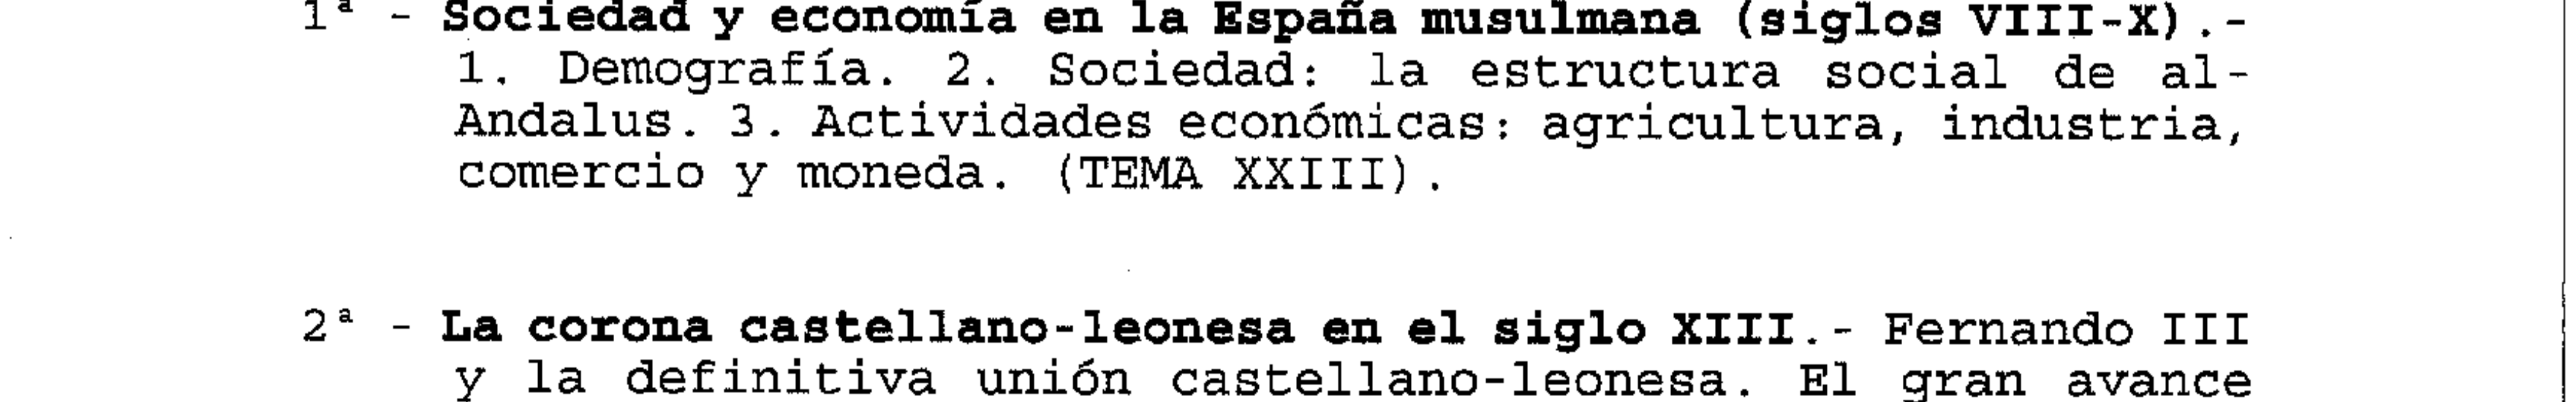 1ª - Sociedad y economía en la España musulmana (siglos VIII-X).-
1. Demografía. 2. Sociedad: la estructura social de al-
Andalus. 3. Actividades económicas: agricultura, industria,
comercio y moneda. (TEMA XXIII).
2ª - La corona castellano-leonesa en el siglo XIII.- Fernando III
y la definitiva unión castellano-leonesa. El gran avance